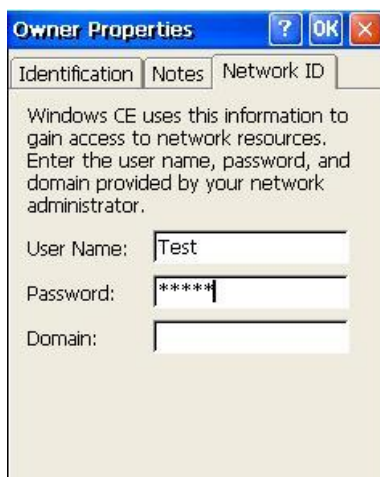 Owner Properties ? OK ×
Identification Notes Network ID
Windows CE uses this information to
gain access to network resources.
Enter the user name, password, and
domain provided by your network
administrator.
User Name: Test
Password: *****
Domain: